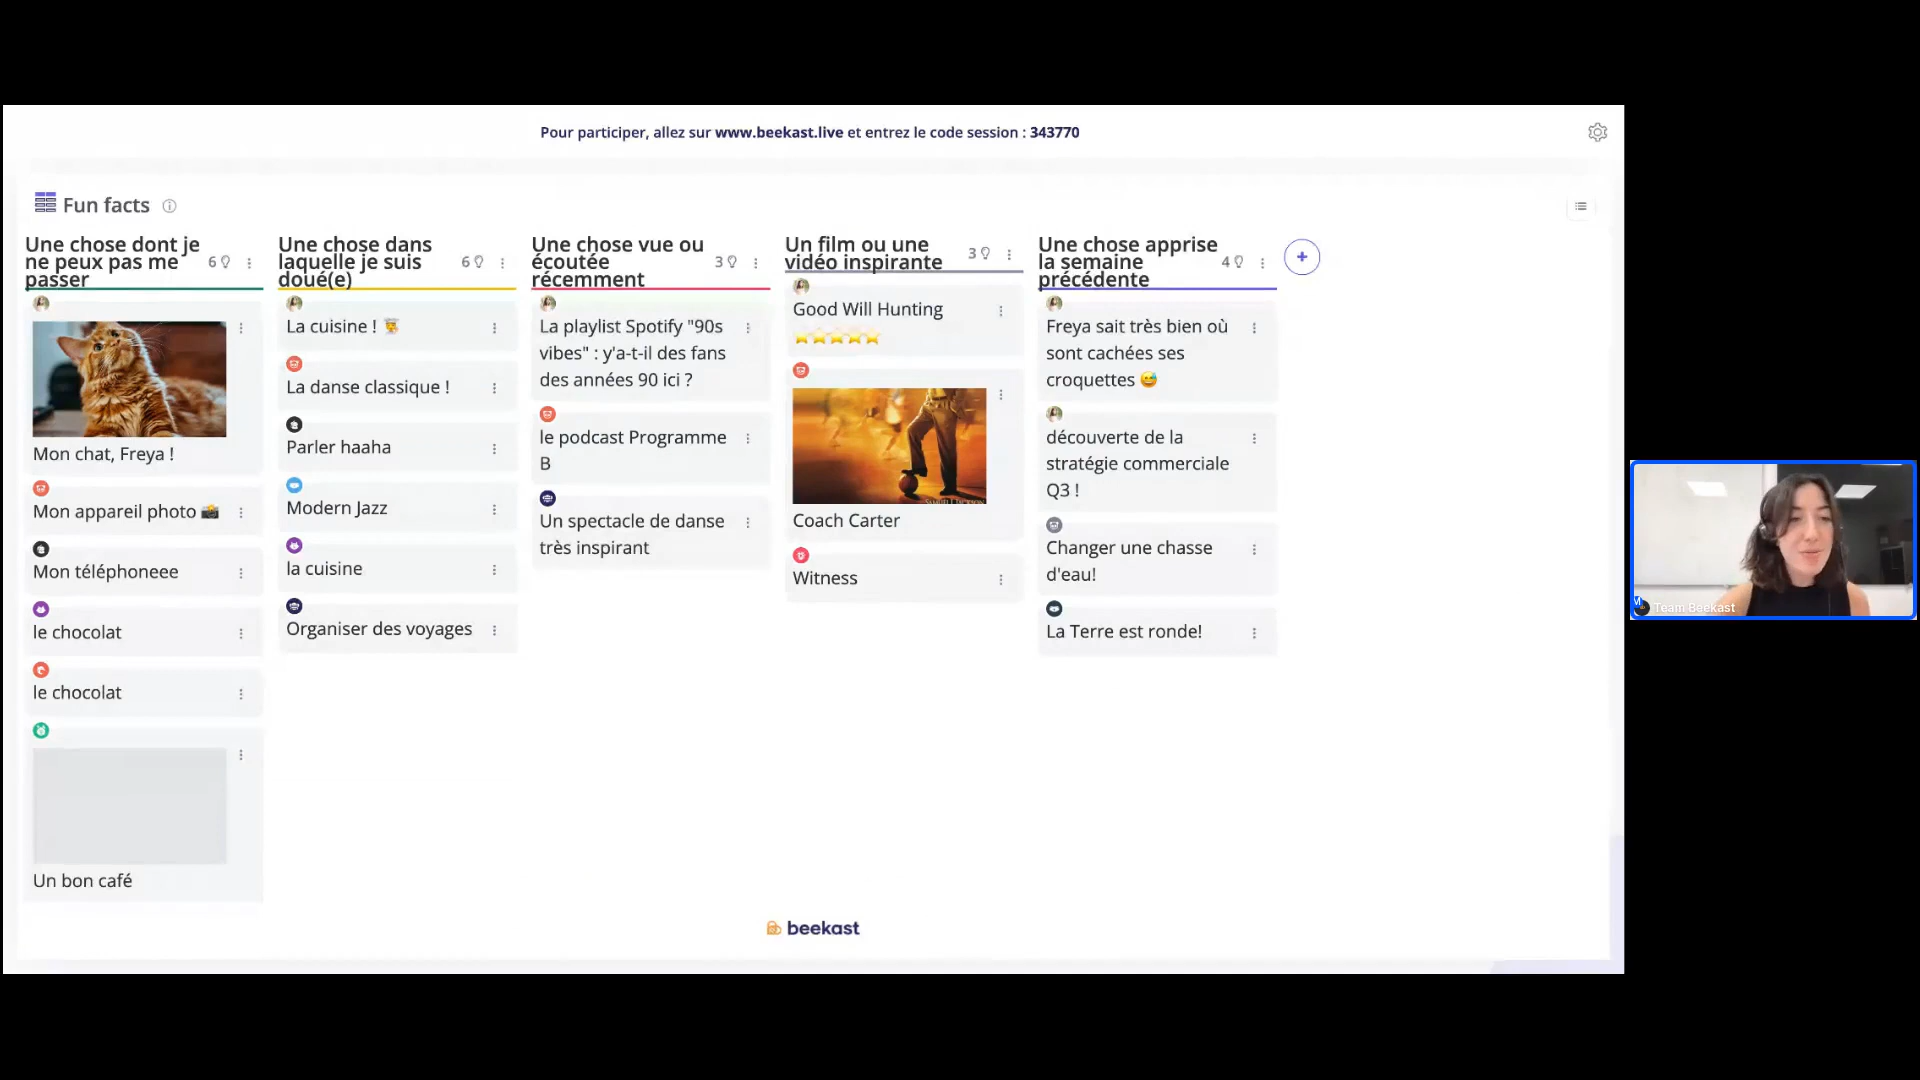 Pour participer, allez sur www.beekast.live et entrez le code session : 343770
Fun facts
Une chose dont je
ne peux pas me
passer
6
Mon chat, Freya !
Mon appareil photo 📸
Mon téléphoneee
le chocolat
le chocolat
Un bon café
Une chose dans
laquelle je suis
doué(e)
6
La cuisine ! 👨‍🍳
La danse classique !
Parler haaha
Modern Jazz
la cuisine
Organiser des voyages
Une chose vue ou
écoutée
récemment
3
La playlist Spotify "90s
vibes" : y'a-t-il des fans
des années 90 ici ?
le podcast Programme
B
Un spectacle de danse
très inspirant
Un film ou une
vidéo inspirante
3
Good Will Hunting
⭐⭐⭐⭐⭐
Coach Carter
Witness
Une chose apprise
la semaine
précédente
4
Freya sait très bien où
sont cachées ses
croquettes 😅
découverte de la
stratégie commerciale
Q3 !
Changer une chasse
d'eau!
La Terre est ronde!
beekast
Team Beekast